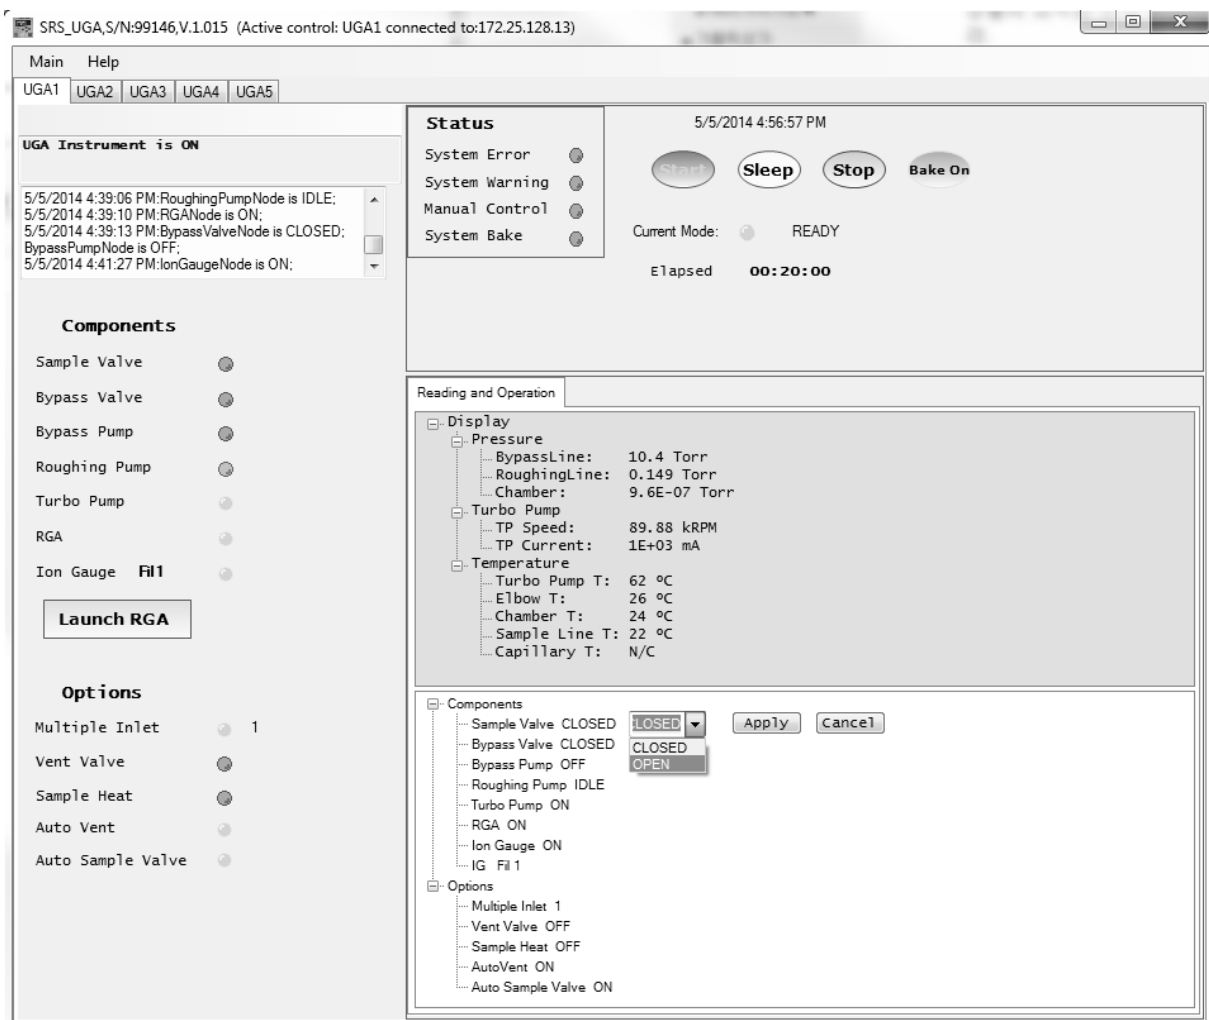 SRS_UGA,S/N:99146,V.1.015 (Active control: UGA1 connected to:172.25.128.13)
Main Help
UGA1 UGA2 UGA3 UGA4 UGA5
UGA Instrument is ON
5/5/2014 4:39:06 PM:RoughingPumpNode is IDLE;
5/5/2014 4:39:10 PM:RGANode is ON;
5/5/2014 4:39:13 PM:BypassValveNode is CLOSED;
BypassPumpNode is OFF;
5/5/2014 4:41:27 PM:IonGaugeNode is ON;
Components
Sample Valve
Bypass Valve
Bypass Pump
Roughing Pump
Turbo Pump
RGA
Ion Gauge Fil1
Launch RGA
Options
Multiple Inlet 1
Vent Valve
Sample Heat
Auto Vent
Auto Sample Valve
Status
System Error
System Warning
Manual Control
System Bake
5/5/2014 4:56:57 PM
Start Sleep Stop Bake On
Current Mode: READY
Elapsed 00:20:00
Reading and Operation
Display
Pressure
BypassLine: 10.4 Torr
RoughingLine: 0.149 Torr
Chamber: 9.6E-07 Torr
Turbo Pump
TP Speed: 89.88 kRPM
TP Current: 1E+03 mA
Temperature
Turbo Pump T: 62 ºC
Elbow T: 26 ºC
Chamber T: 24 ºC
Sample Line T: 22 ºC
Capillary T: N/C
Components
Sample Valve CLOSED CLOSED Apply Cancel
Bypass Valve CLOSED CLOSED
Bypass Pump OFF OPEN
Roughing Pump IDLE
Turbo Pump ON
RGA ON
Ion Gauge ON
IG Fil 1
Options
Multiple Inlet 1
Vent Valve OFF
Sample Heat OFF
AutoVent ON
Auto Sample Valve ON